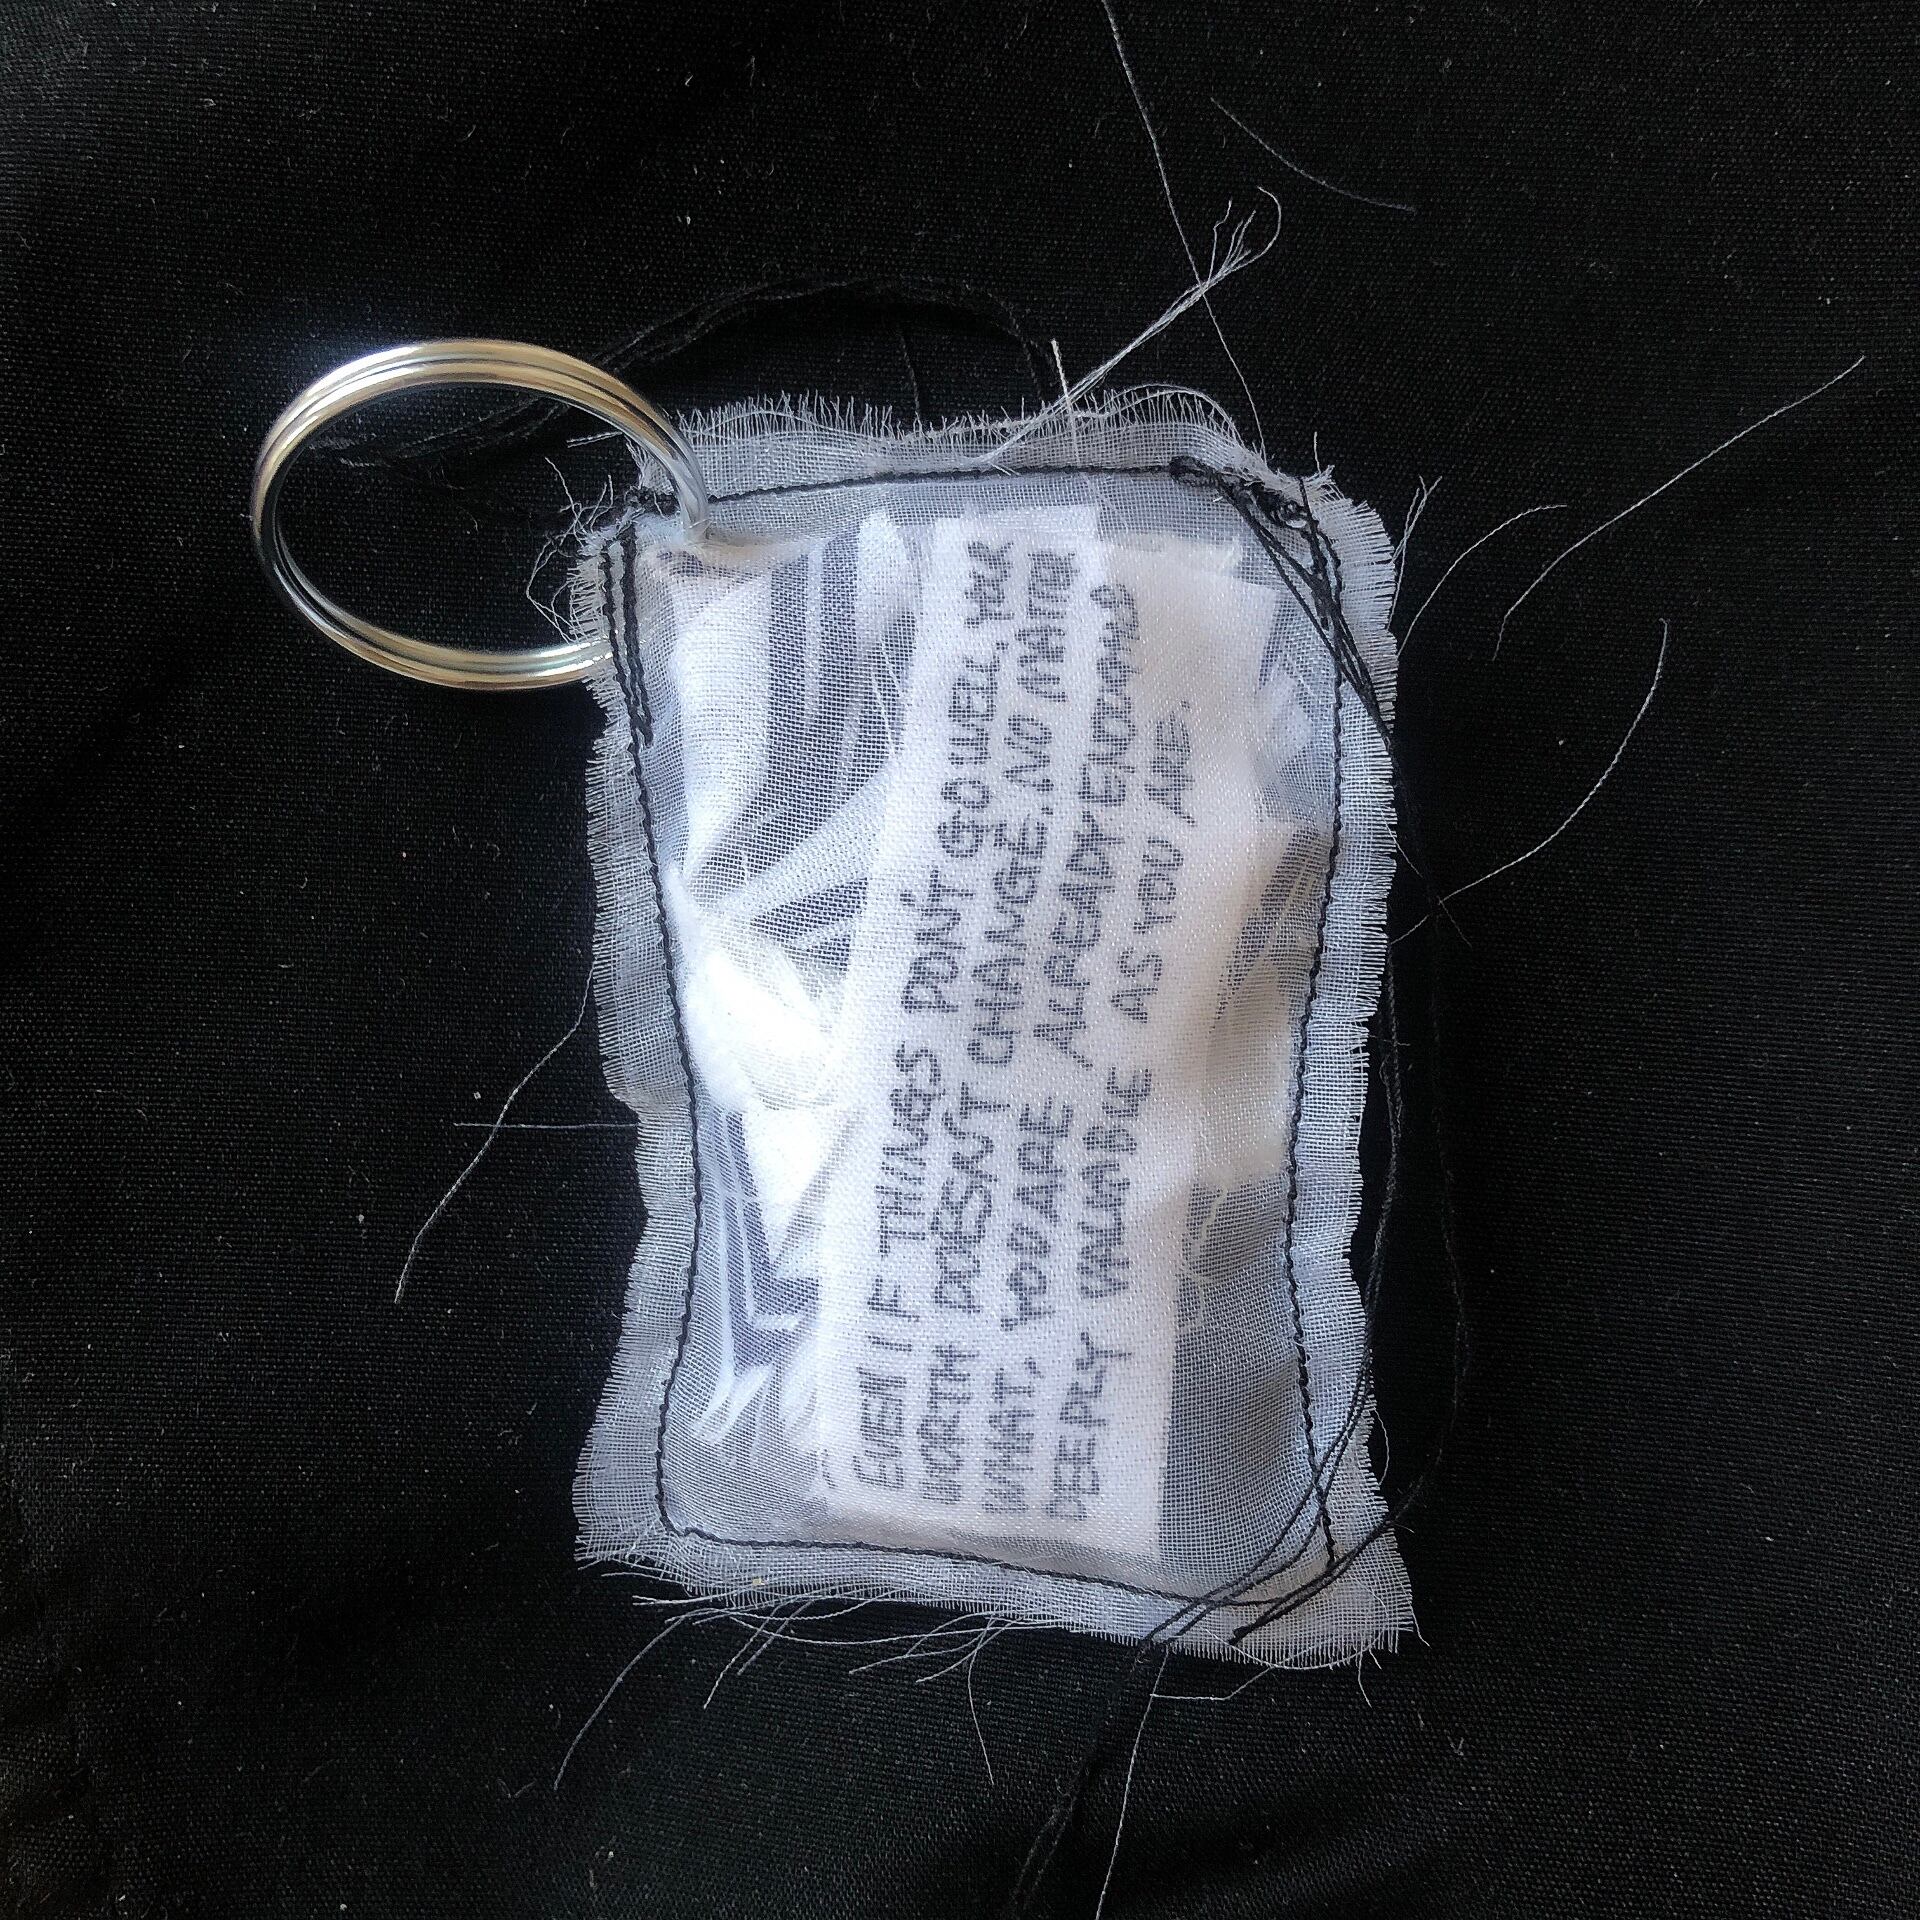 EVEN IF THINGS DON'T GO WELL, YOUR
WORTH DOESN'T CHANGE. NO MATTER
WHAT, YOU ARE ALREADY ENOUGH
DEEPLY VALUABLE AS YOU ARE.